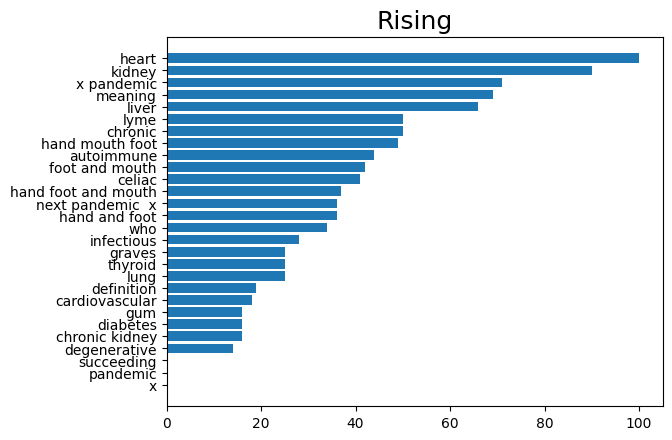 Rising
heart
kidney
x pandemic
meaning
liver
lyme
chronic
hand mouth foot
autoimmune
foot and mouth
celiac
hand foot and mouth
next pandemic  x
hand and foot
who
infectious
graves
thyroid
lung
definition
cardiovascular
gum
diabetes
chronic kidney
degenerative
succeeding
pandemic
x
0 20 40 60 80 100